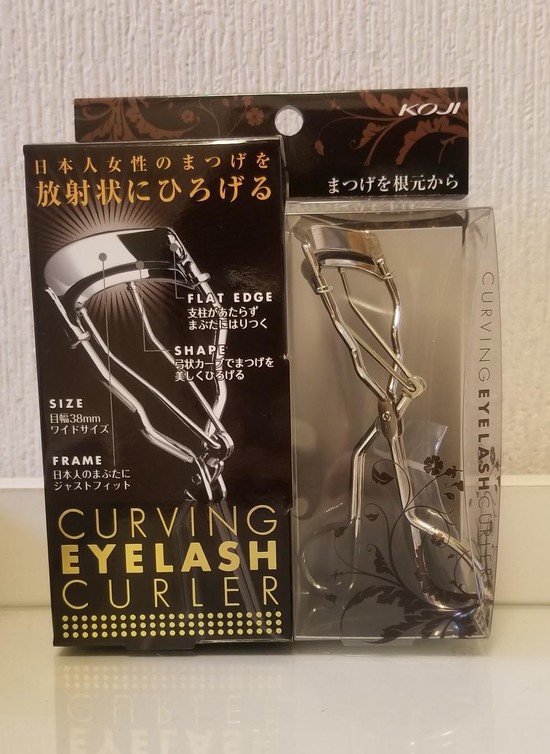 KOJI
まつげを根元から
日本人女性のまつげを
放射状にひろげる
FLAT EDGE
支柱があたらず
まぶたにはりつく
SHAPE
弓状カーブでまつげを
美しくひろげる
SIZE
目幅38mm
ワイドサイズ
FRAME
日本人のまぶたに
ジャストフィット
CURVING
EYELASH
CURLER
CURVING EYELASH CURLER